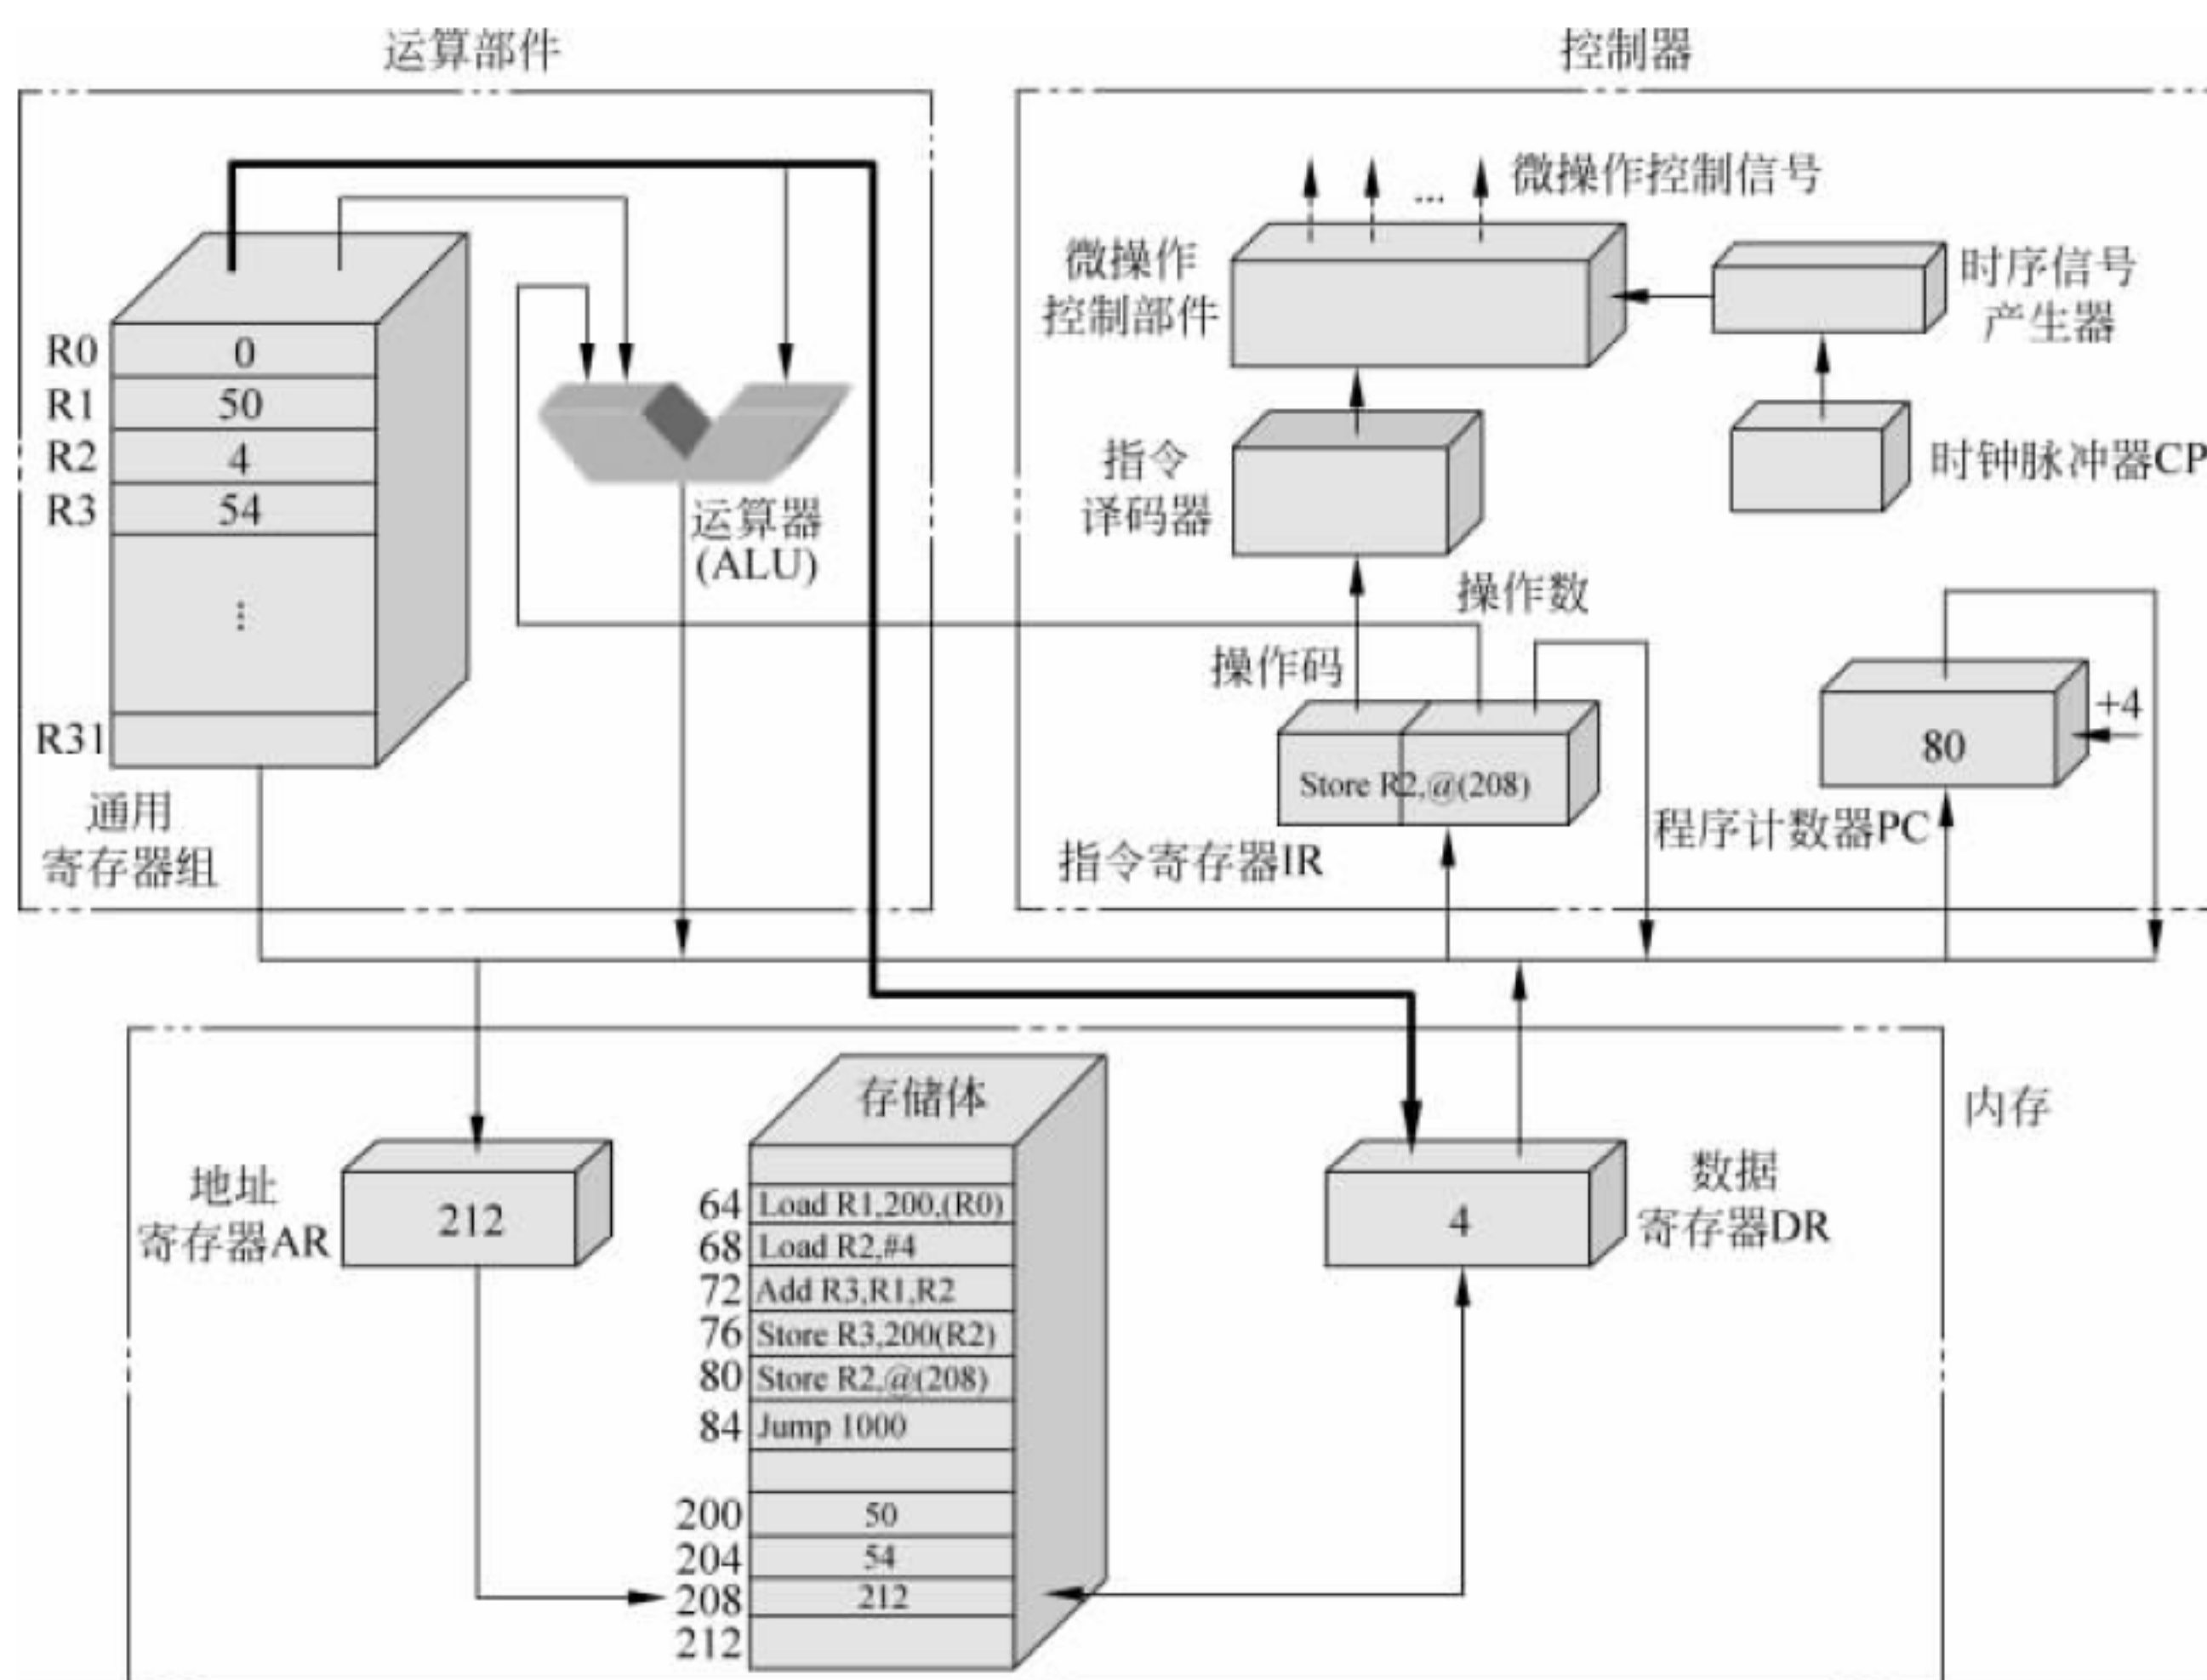 运算部件
控制器
微操作控制信号
...
微操作
控制部件
时序信号
产生器
R0 0
R1 50
R2 4
R3 54
⋮
R31
运算器
(ALU)
指令
译码器
时钟脉冲器CP
操作数
操作码
+4
80
Store R2,@(208)
通用
寄存器组
指令寄存器IR
程序计数器PC
内存
存储体
地址
寄存器AR
212
数据
寄存器DR
4
64 Load R1,200,(R0)
68 Load R2,#4
72 Add R3,R1,R2
76 Store R3,200(R2)
80 Store R2,@(208)
84 Jump 1000
200 50
204 54
208 212
212